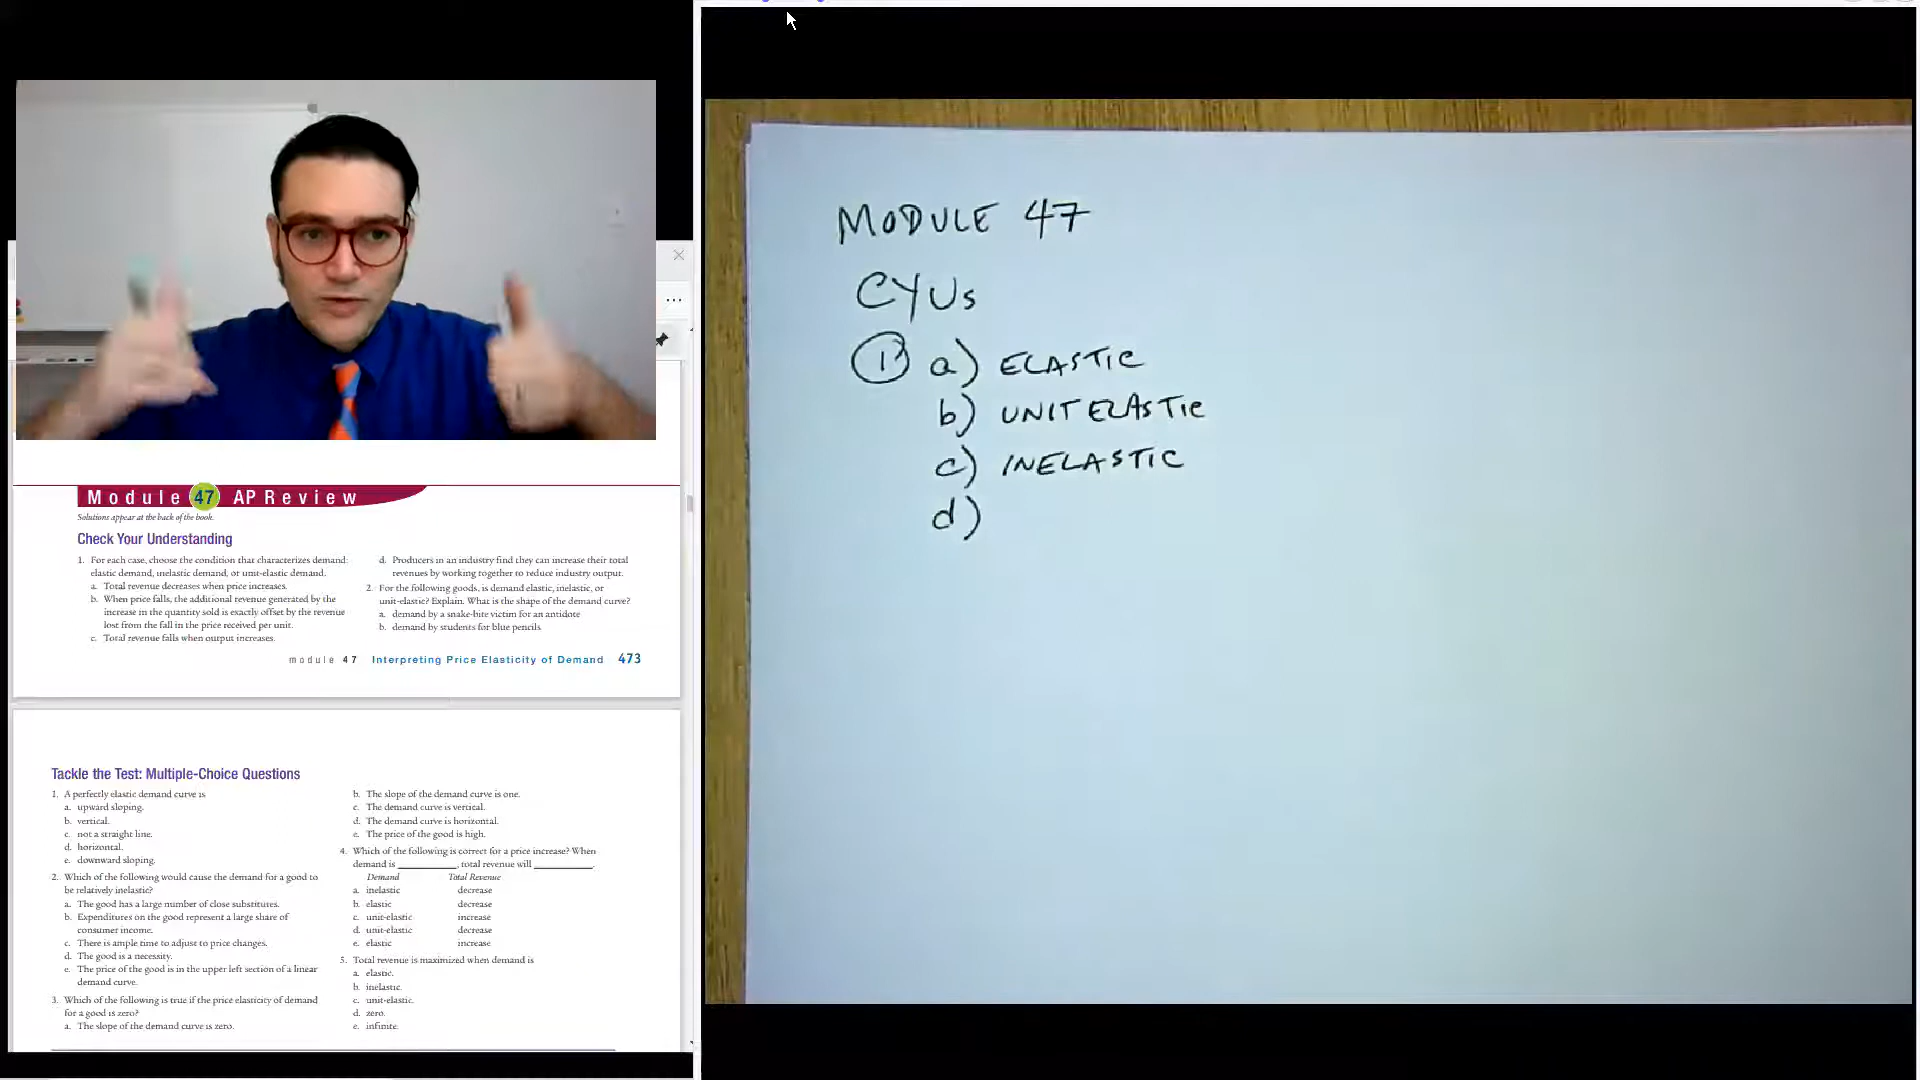 Module 47 AP Review
Solutions appear at the back of the book.
Check Your Understanding
1. For each case, choose the condition that characterizes demand:
elastic demand, inelastic demand, or unit-elastic demand.
a. Total revenue decreases when price increases.
b. When price falls, the additional revenue generated by the
increase in the quantity sold is exactly offset by the revenue
lost from the fall in the price received per unit.
c. Total revenue falls when output increases.
d. Producers in an industry find they can increase their total
revenues by working together to reduce industry output.
2. For the following goods, is demand elastic, inelastic, or
unit-elastic? Explain. What is the shape of the demand curve?
a. demand by a snake-bite victim for an antidote
b. demand by students for blue pencils
module 47 Interpreting Price Elasticity of Demand 473
Tackle the Test: Multiple-Choice Questions
1. A perfectly elastic demand curve is
a. upward sloping.
b. vertical.
c. not a straight line.
d. horizontal.
e. downward sloping.
2. Which of the following would cause the demand for a good to
be relatively inelastic?
a. The good has a large number of close substitutes.
b. Expenditures on the good represent a large share of
consumer income.
c. There is ample time to adjust to price changes.
d. The good is a necessity.
e. The price of the good is in the upper left section of a linear
demand curve.
3. Which of the following is true if the price elasticity of demand
for a good is zero?
a. The slope of the demand curve is zero.
b. The slope of the demand curve is one.
c. The demand curve is vertical.
d. The demand curve is horizontal.
e. The price of the good is high.
4. Which of the following is correct for a price increase? When
demand is __________, total revenue will __________.
Demand Total Revenue
a. inelastic decrease
b. elastic decrease
c. unit-elastic increase
d. unit-elastic decrease
e. elastic increase
5. Total revenue is maximized when demand is
a. elastic.
b. inelastic.
c. unit-elastic.
d. zero.
e. infinite.
MODULE 47
CYUs
1 a) ELASTIC
b) UNIT ELASTIC
c) INELASTIC
d)